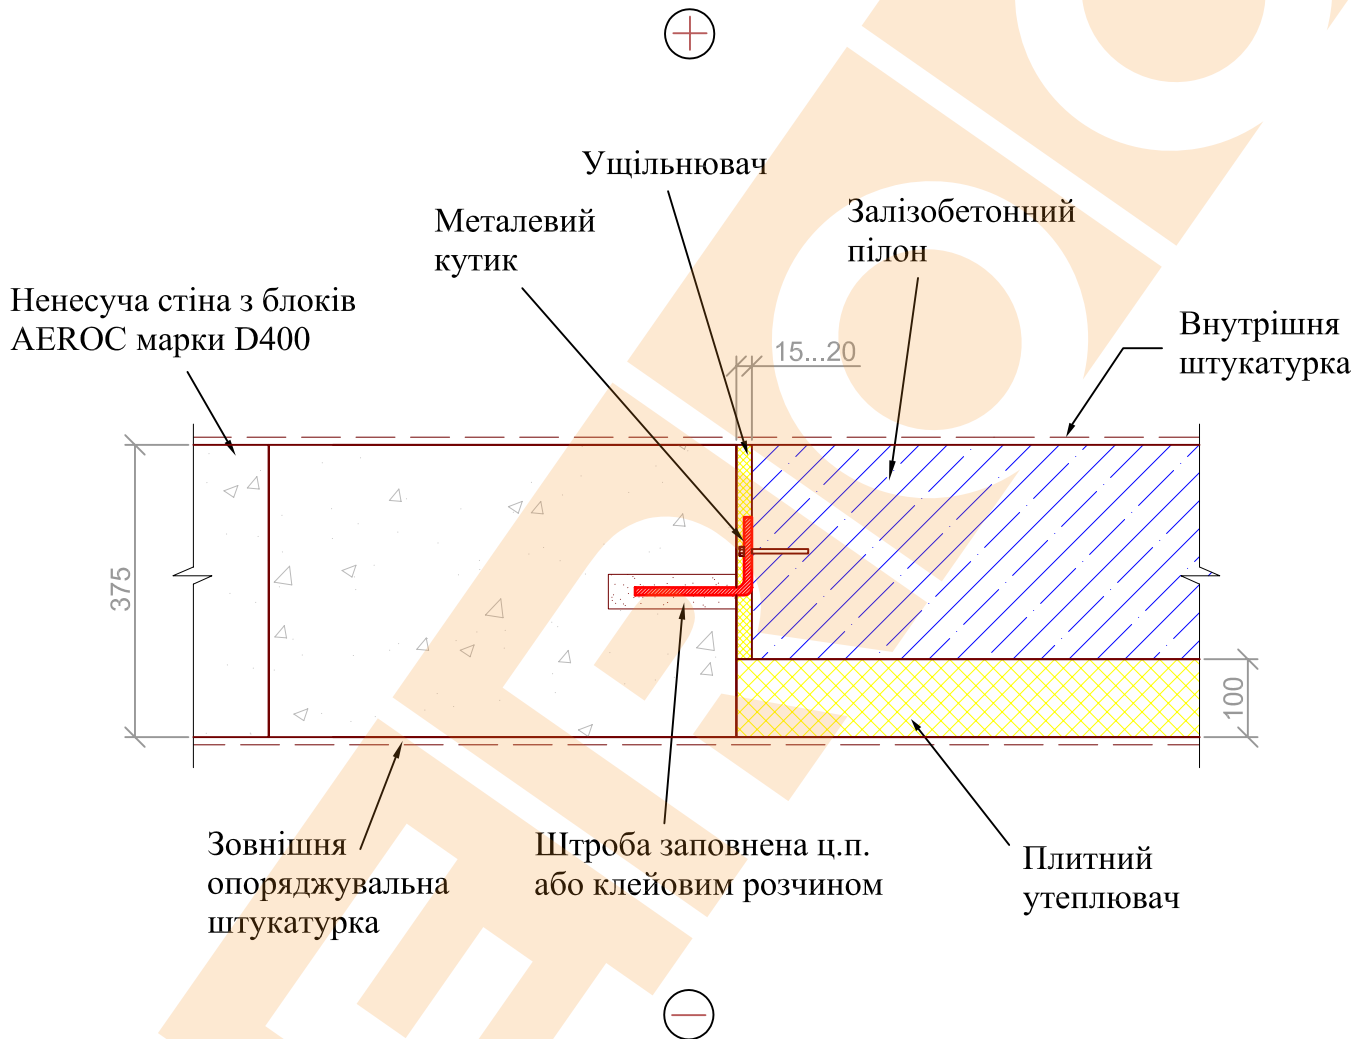 Ущільнювач
Металевий
кутик
Залізобетонний
пілон
Ненесуча стіна з блоків
AEROC марки D400
Внутрішня
штукатурка
15...20
375
100
Зовнішня
опоряджувальна
штукатурка
Штроба заповнена ц.п.
або клейовим розчином
Плитний
утеплювач